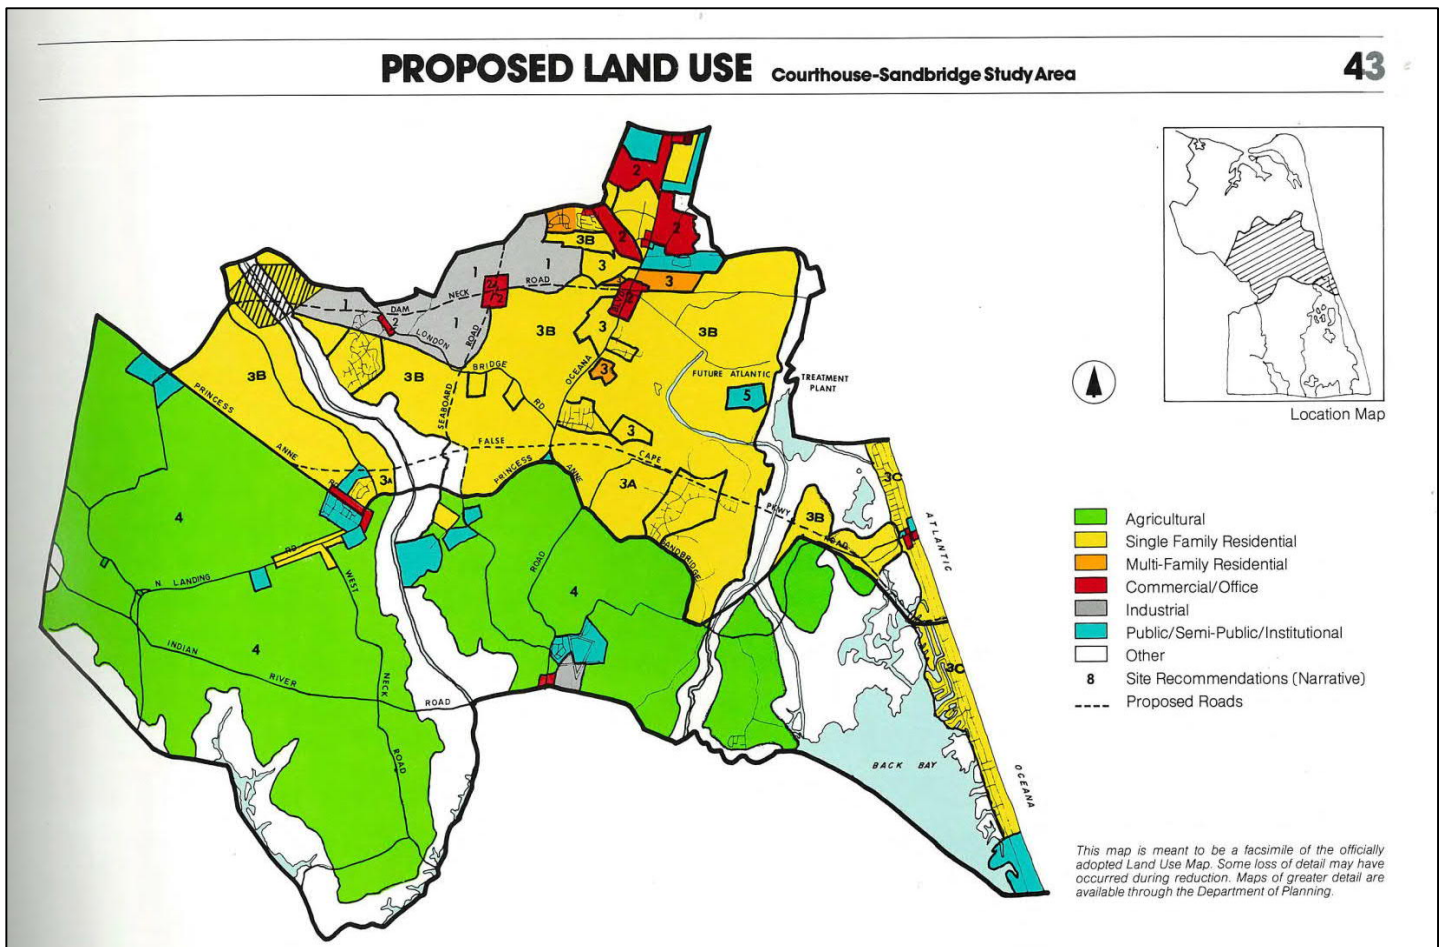 PROPOSED LAND USE Courthouse-Sandbridge Study Area 43
2
2
2
3B
3
3
1
1
1
1
DAM
NECK
ROAD
2
2
2
2
LONDON
BRIDGE
RD
ROAD
SEABOARD
3B
3B
3B
3B
3
3
3
OCEANA
FUTURE ATLANTIC
TREATMENT
PLANT
5
PRINCESS
ANNE
FALSE
CAPE
PKWY
PRINCESS
ANNE
ROAD
3A
3A
3B
3C
SANDBRIDGE
ROAD
ATLANTIC
4
RD
N. LANDING
WEST
NECK
ROAD
4
4
INDIAN
RIVER
ROAD
3C
BACK BAY
OCEANA
Location Map
Agricultural
Single Family Residential
Multi-Family Residential
Commercial/Office
Industrial
Public/Semi-Public/Institutional
Other
8 Site Recommendations (Narrative)
Proposed Roads
This map is meant to be a facsimile of the officially
adopted Land Use Map. Some loss of detail may have
occurred during reduction. Maps of greater detail are
available through the Department of Planning.